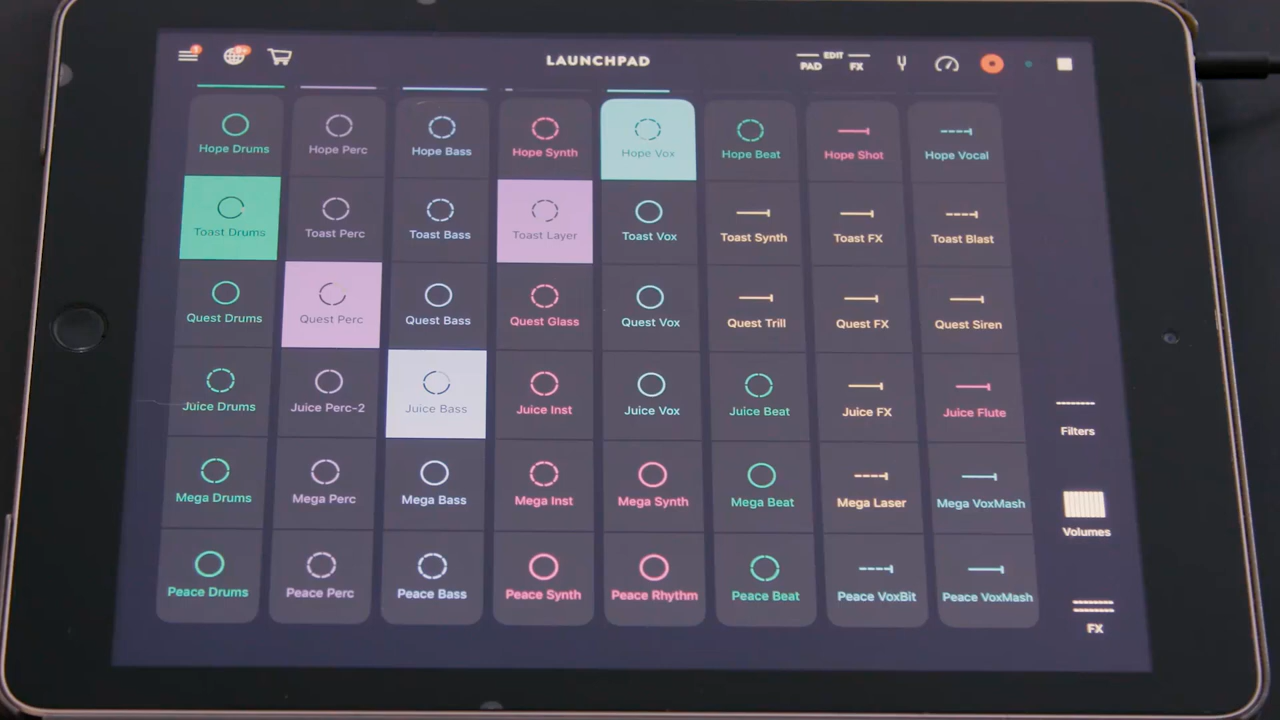 1
9+
LAUNCHPAD
EDIT
PAD FX
Hope Drums Hope Perc Hope Bass Hope Synth Hope Vox Hope Beat Hope Shot Hope Vocal
Toast Drums Toast Perc Toast Bass Toast Layer Toast Vox Toast Synth Toast FX Toast Blast
Quest Drums Quest Perc Quest Bass Quest Glass Quest Vox Quest Trill Quest FX Quest Siren
Juice Drums Juice Perc-2 Juice Bass Juice Inst Juice Vox Juice Beat Juice FX Juice Flute
Filters
Mega Drums Mega Perc Mega Bass Mega Inst Mega Synth Mega Beat Mega Laser Mega VoxMash
Volumes
Peace Drums Peace Perc Peace Bass Peace Synth Peace Rhythm Peace Beat Peace VoxBit Peace VoxMash
FX